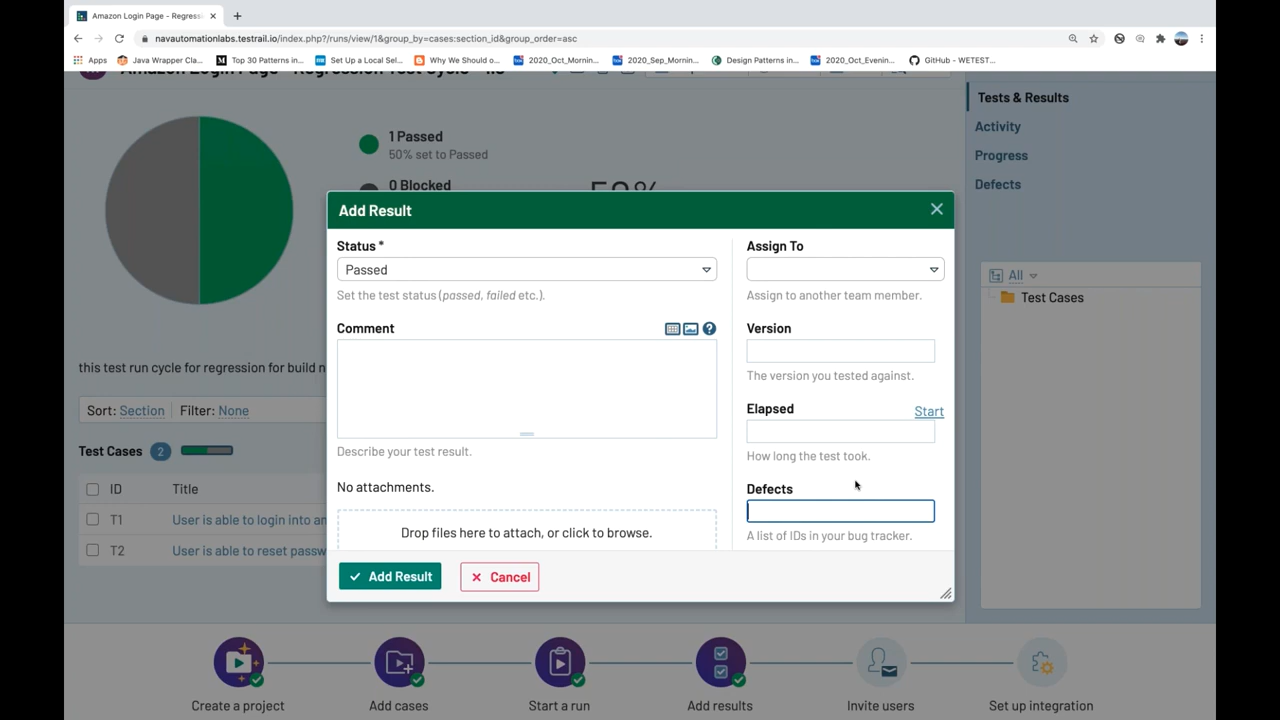 Amazon Login Page - Regressi
navautomationlabs.testrail.io/index.php?/runs/view/1&group_by=cases:section_id&group_order=asc
Apps
Java Wrapper Cla...
Top 30 Patterns in...
Set Up a Local Sel...
Why We Should o...
2020_Oct_Mornin...
2020_Sep_Mornin...
Design Patterns in...
2020_Oct_Evenin...
GitHub - WETEST...
Amazon Login Page - Regression Test Cycle
1 Passed
50% set to Passed
0 Blocked
50%
Tests & Results
Activity
Progress
Defects
All
Test Cases
Add Result
Status *
Passed
Set the test status (passed, failed etc.).
Comment
Describe your test result.
No attachments.
Drop files here to attach, or click to browse.
Assign To
Assign to another team member.
Version
The version you tested against.
Elapsed
Start
How long the test took.
Defects
A list of IDs in your bug tracker.
Add Result
Cancel
this test run cycle for regression for build n
Sort: Section
Filter: None
Test Cases 2
ID Title
T1 User is able to login into an
T2 User is able to reset passw
Create a project
Add cases
Start a run
Add results
Invite users
Set up integration